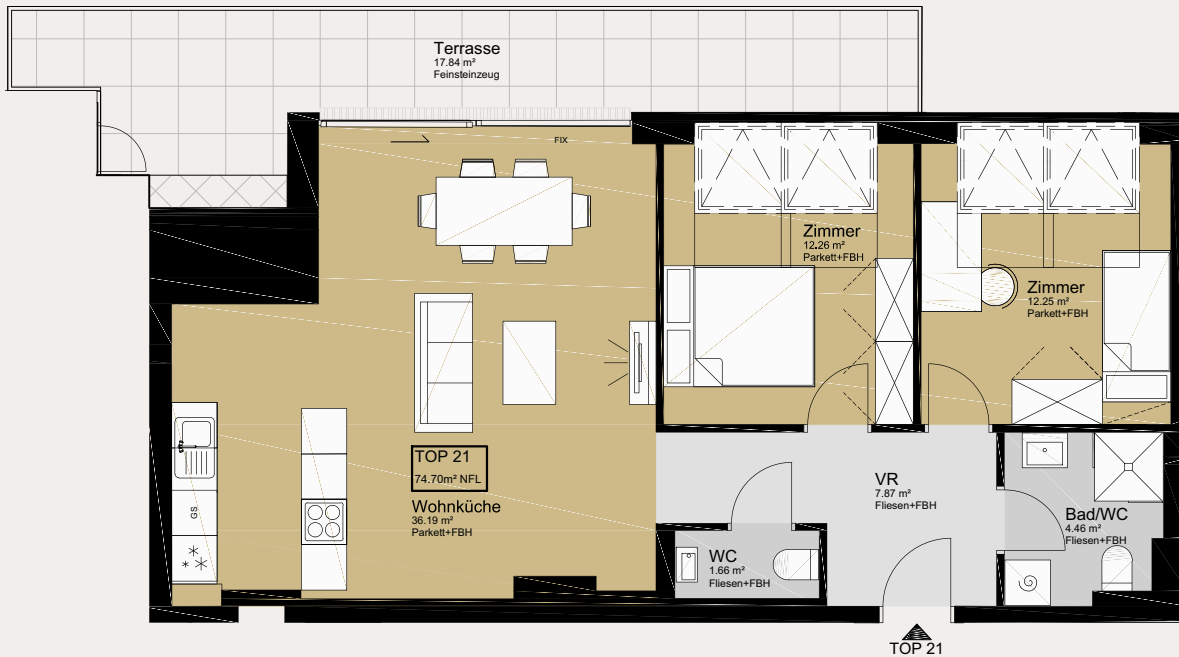 Terrasse
17.84 m²
Feinsteinzeug
FIX
Zimmer
12.26 m²
Parkett+FBH
Zimmer
12.25 m²
Parkett+FBH
TOP 21
74.70m² NFL
Wohnküche
36.19 m²
Parkett+FBH
GS
VR
7.87 m²
Fliesen+FBH
Bad/WC
4.46 m²
Fliesen+FBH
WC
1.66 m²
Fliesen+FBH
TOP 21